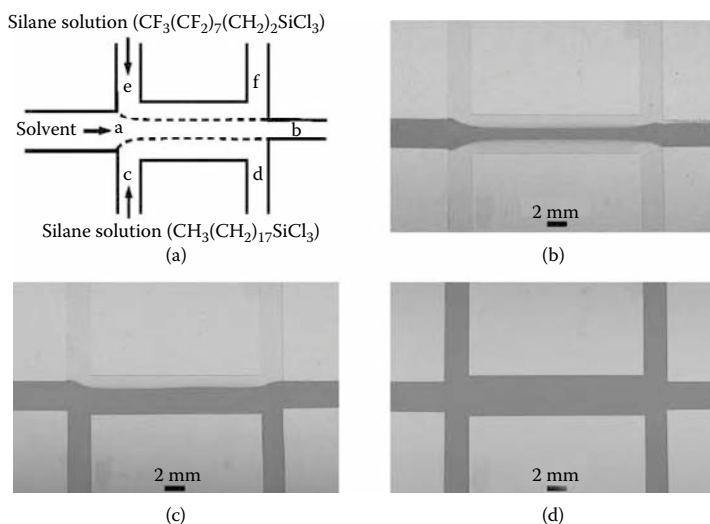 Silane solution (CF₃(CF₂)₇(CH₂)₂SiCl₃)
e
f
Solvent
a
b
c
d
Silane solution (CH₃(CH₂)₁₇SiCl₃)
(a)
2 mm
(b)
2 mm
(c)
2 mm
(d)